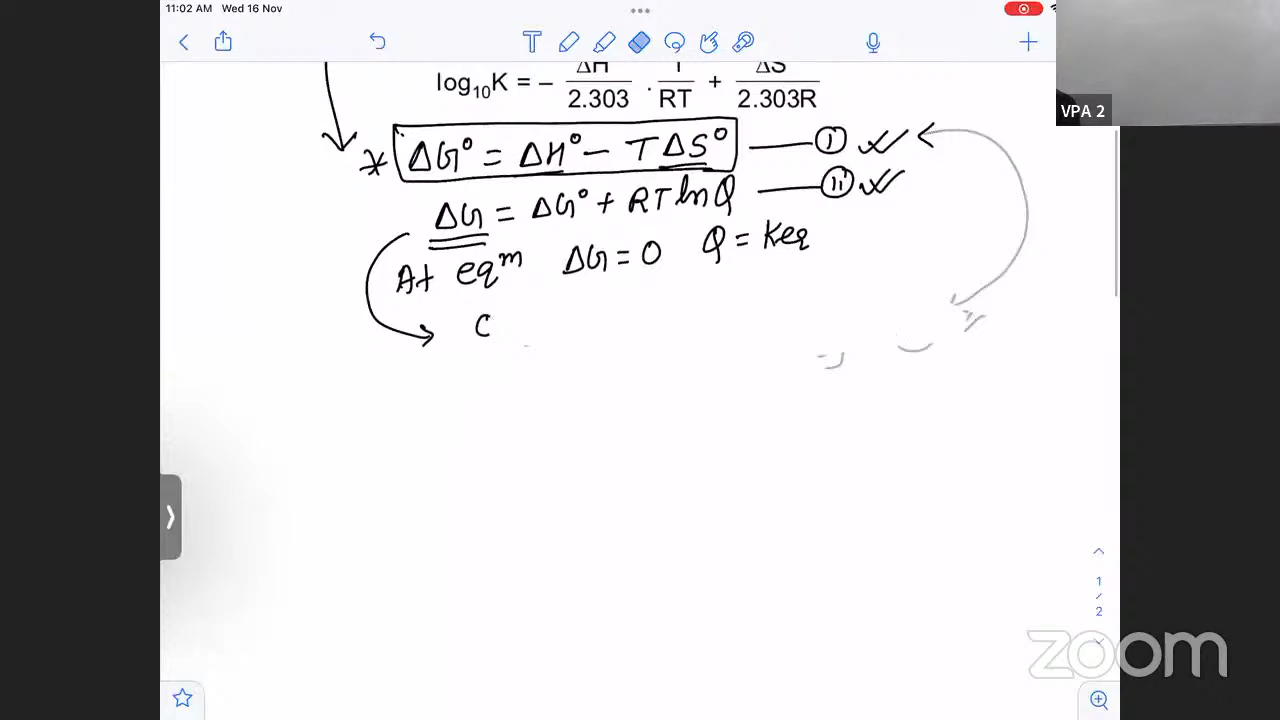 11:02 AM Wed 16 Nov
log₁₀K = – ΔH/2.303 . 1/RT + ΔS/2.303R
VPA 2
* ΔG° = ΔH° – TΔS° — (I)
ΔG = ΔG° + RT ln Q — (II)
At eqᵐ ΔG = 0 Q = Keq
1
2
zoom